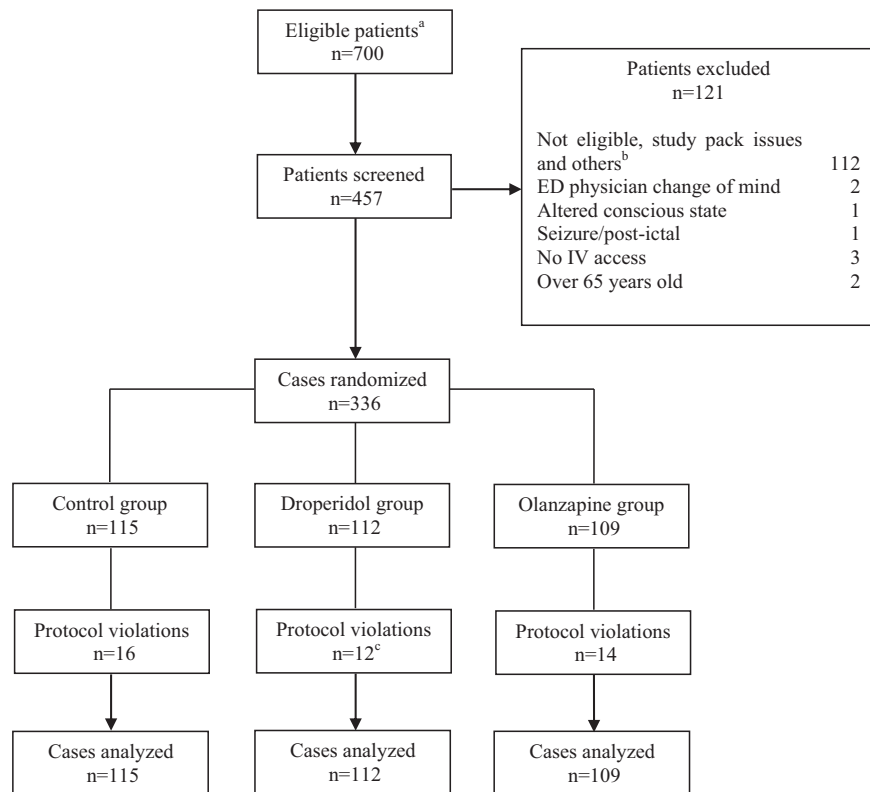 Eligible patientsᵃ
n=700
Patients excluded
n=121
Not eligible, study pack issues
and othersᵇ 112
ED physician change of mind 2
Altered conscious state 1
Seizure/post-ictal 1
No IV access 3
Over 65 years old 2
Patients screened
n=457
Cases randomized
n=336
Control group
n=115
Droperidol group
n=112
Olanzapine group
n=109
Protocol violations
n=16
Protocol violations
n=12ᶜ
Protocol violations
n=14
Cases analyzed
n=115
Cases analyzed
n=112
Cases analyzed
n=109